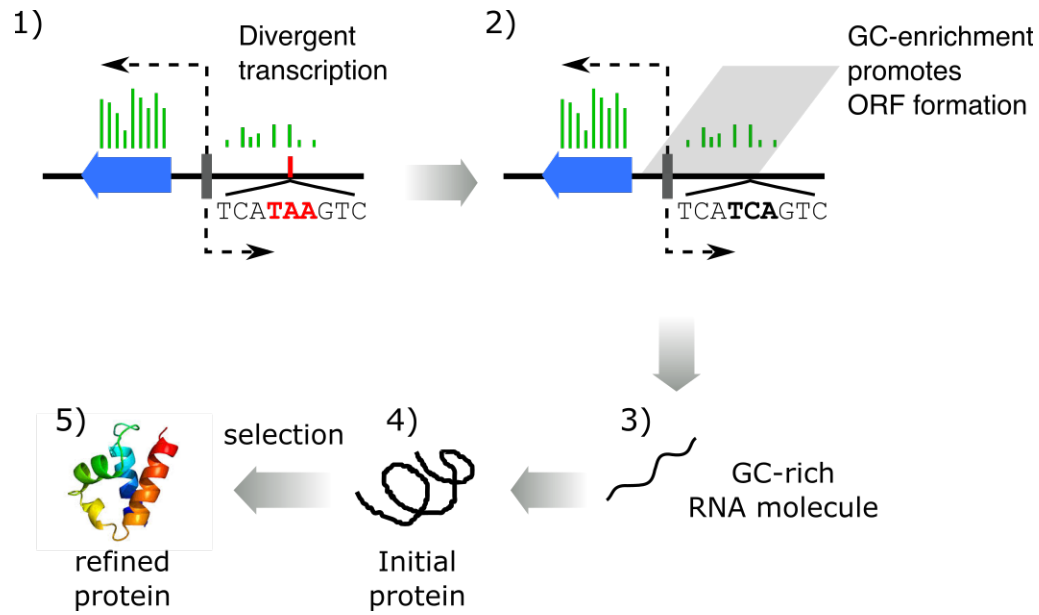 1)
Divergent
transcription
TCATAAGTC
2)
GC-enrichment
promotes
ORF formation
TCATCAGTC
3)
GC-rich
RNA molecule
4)
Initial
protein
selection
5)
refined
protein